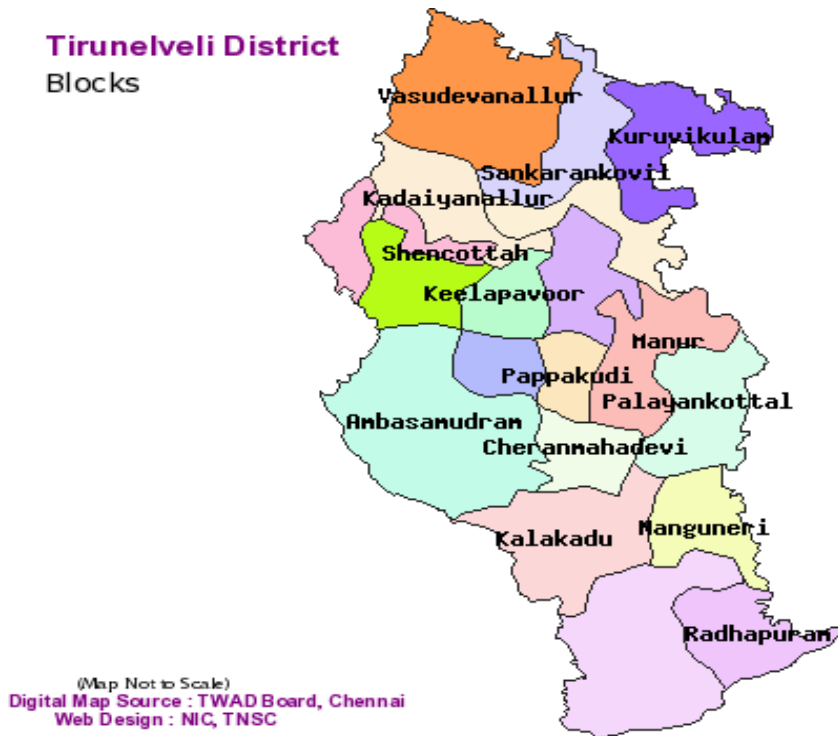 Tirunelveli District
Blocks
Vasudevanallur
Kuruvikulam
Sankarankovil
Kadaiyanallur
Shencottah
Keelapavoor
Manur
Pappakudi
Palayankottai
Ambasamudram
Cheranmahadevi
Nanguneri
Kalakadu
Radhapuram
(Map Not to Scale)
Digital Map Source : TWAD Board, Chennai
Web Design : NIC, TNSC